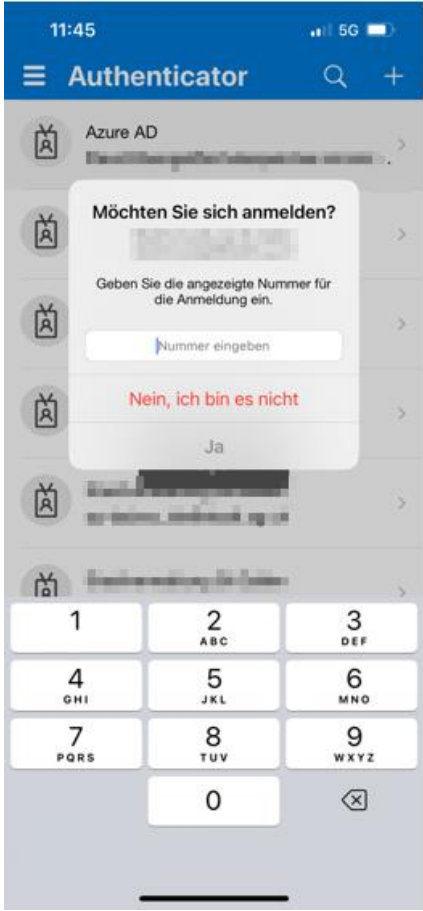 11:45
5G
Authenticator
Azure AD
Möchten Sie sich anmelden?
Geben Sie die angezeigte Nummer für
die Anmeldung ein.
Nummer eingeben
Nein, ich bin es nicht
Ja
1
2
3
ABC
DEF
4
5
6
GHI
JKL
MNO
7
8
9
PQRS
TUV
WXYZ
0